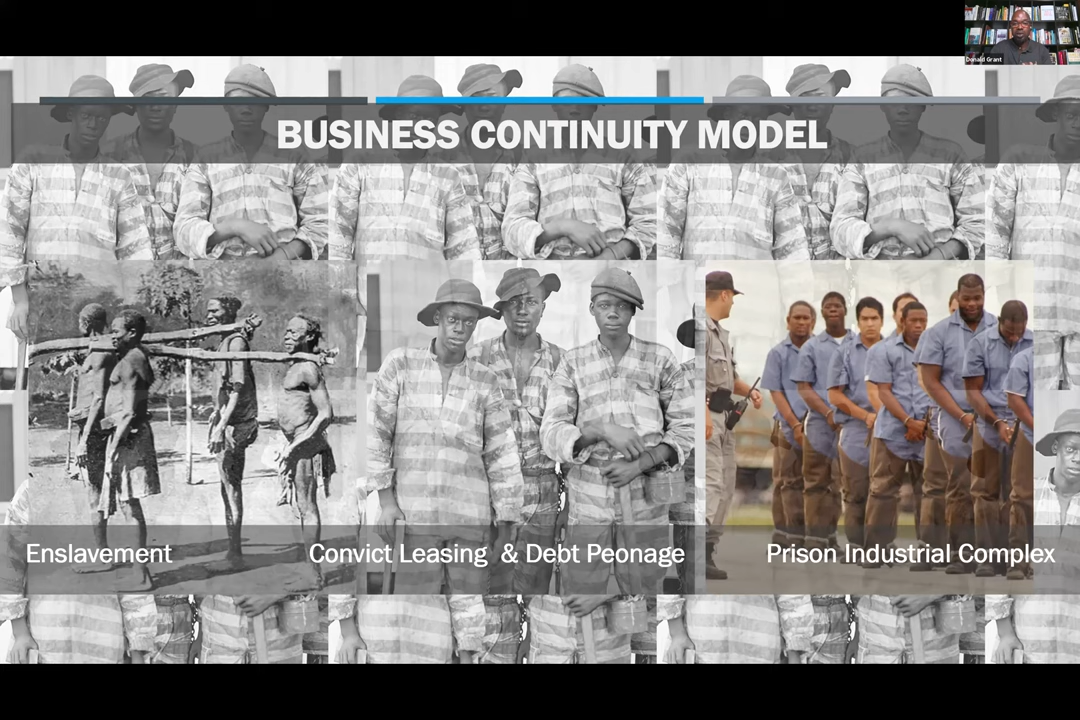 Donald Grant
BUSINESS CONTINUITY MODEL
Enslavement
Convict Leasing & Debt Peonage
Prison Industrial Complex